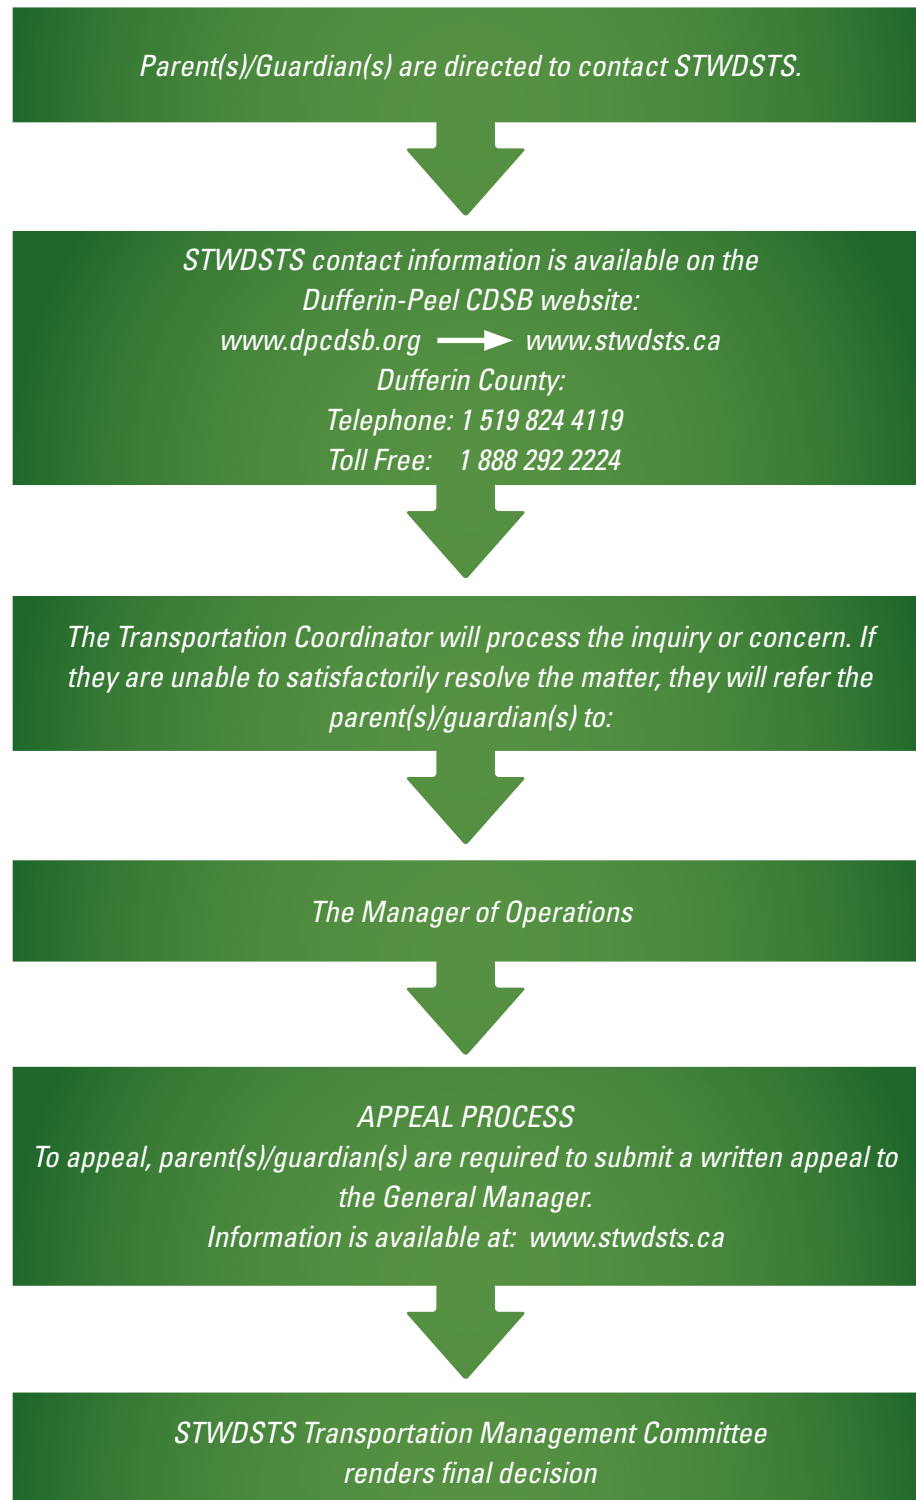 Parent(s)/Guardian(s) are directed to contact STWDSTS.
STWDSTS contact information is available on the
Dufferin-Peel CDSB website:
www.dpcdsb.org www.stwdsts.ca
Dufferin County:
Telephone: 1 519 824 4119
Toll Free: 1 888 292 2224
The Transportation Coordinator will process the inquiry or concern. If
they are unable to satisfactorily resolve the matter, they will refer the
parent(s)/guardian(s) to:
The Manager of Operations
APPEAL PROCESS
To appeal, parent(s)/guardian(s) are required to submit a written appeal to
the General Manager.
Information is available at: www.stwdsts.ca
STWDSTS Transportation Management Committee
renders final decision